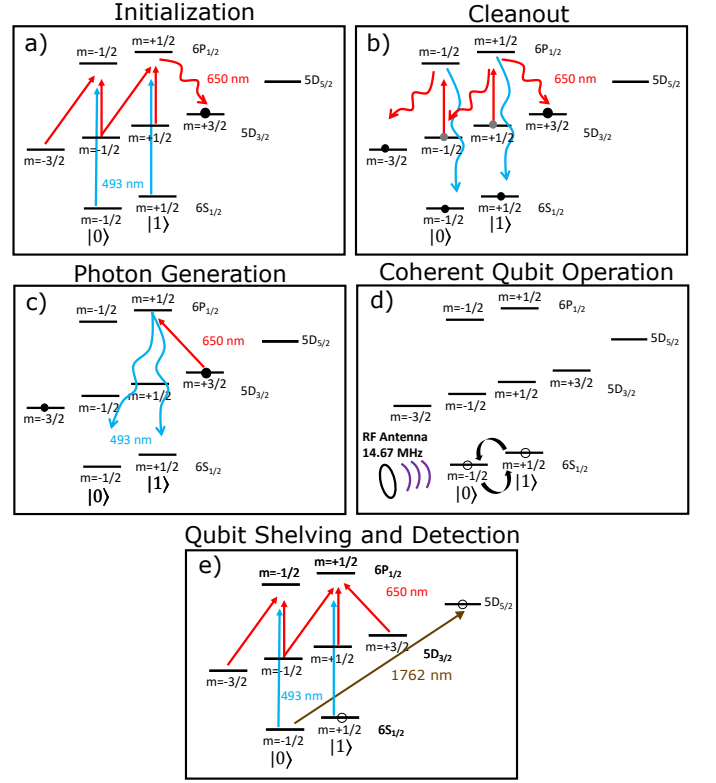 Initialization
a)
m=-1/2
m=+1/2
6P1/2
650 nm
5D5/2
m=+3/2
5D3/2
m=-3/2
m=-1/2
m=+1/2
493 nm
m=-1/2
m=+1/2
6S1/2
|0⟩
|1⟩
Cleanout
b)
m=-1/2
m=+1/2
6P1/2
650 nm
5D5/2
m=+3/2
5D3/2
m=-3/2
m=-1/2
m=+1/2
m=-1/2
m=+1/2
6S1/2
|0⟩
|1⟩
Photon Generation
c)
m=-1/2
m=+1/2
6P1/2
650 nm
5D5/2
m=+3/2
5D3/2
m=-3/2
m=-1/2
m=+1/2
493 nm
m=-1/2
m=+1/2
6S1/2
|0⟩
|1⟩
Coherent Qubit Operation
d)
m=-1/2
m=+1/2
6P1/2
5D5/2
m=+3/2
5D3/2
m=-3/2
m=-1/2
m=+1/2
RF Antenna
14.67 MHz
m=-1/2
m=+1/2
6S1/2
|0⟩
|1⟩
Qubit Shelving and Detection
e)
m=-1/2
m=+1/2
6P1/2
650 nm
5D5/2
m=+3/2
5D3/2
m=-3/2
m=-1/2
m=+1/2
1762 nm
493 nm
m=-1/2
m=+1/2
6S1/2
|0⟩
|1⟩